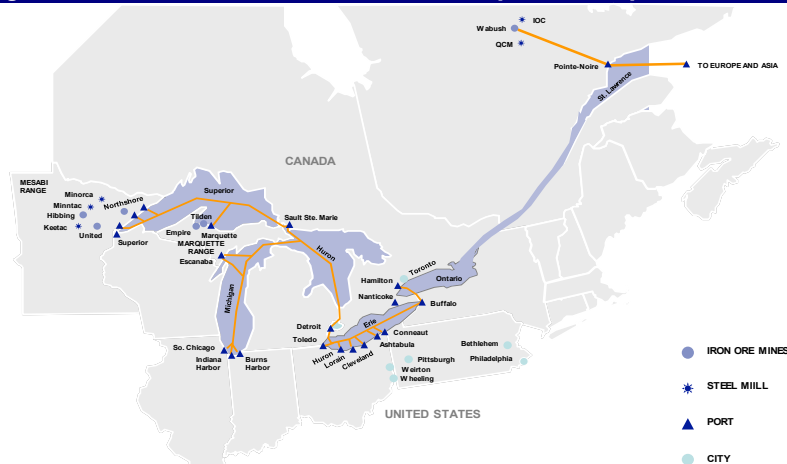 IOC
Wabush
QCM
Pointe-Noire
TO EUROPE AND ASIA
St. Lawrence
CANADA
MESABI
RANGE
Minorca
Minntac
Hibbing
Keetac
United
Northshore
Superior
Superior
Tilden
Empire
Marquette
MARQUETTE
RANGE
Escanaba
Sault Ste. Marie
Huron
Michigan
Toronto
Hamilton
Ontario
Nanticoke
Buffalo
Erie
Detroit
Toledo
Conneaut
Ashtabula
Huron
Lorain
Cleveland
So. Chicago
Indiana
Harbor
Burns
Harbor
Bethlehem
Philadelphia
Pittsburgh
Weirton
Wheeling
UNITED STATES
IRON ORE MINES
STEEL MIILL
PORT
CITY